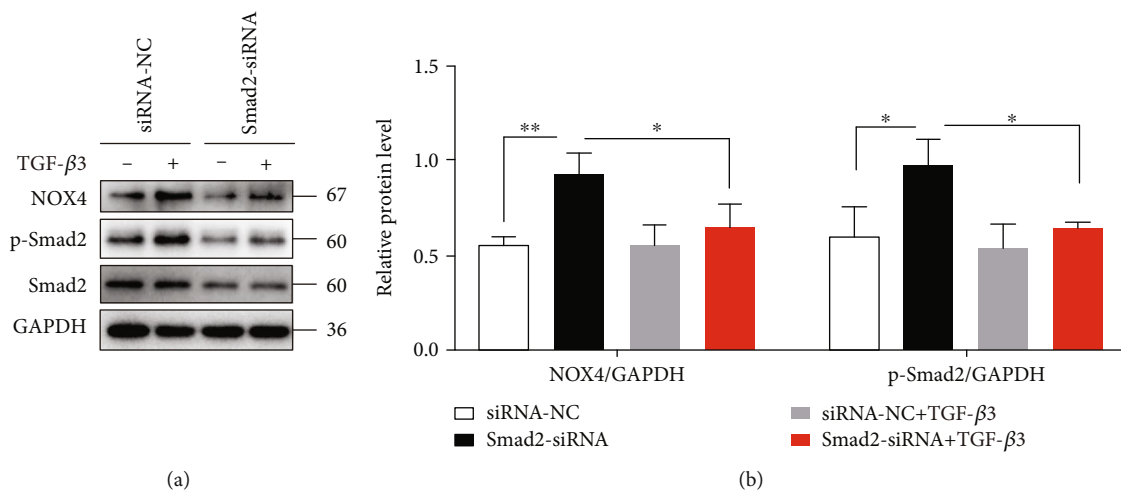 siRNA-NC
Smad2-siRNA
TGF-β3 − + − +
NOX4 67
p-Smad2 60
Smad2 60
GAPDH 36
(a)
Relative protein level
1.5
1.0
0.5
0.0
** *
* *
NOX4/GAPDH p-Smad2/GAPDH
siRNA-NC siRNA-NC+TGF-β3
Smad2-siRNA Smad2-siRNA+TGF-β3
(b)